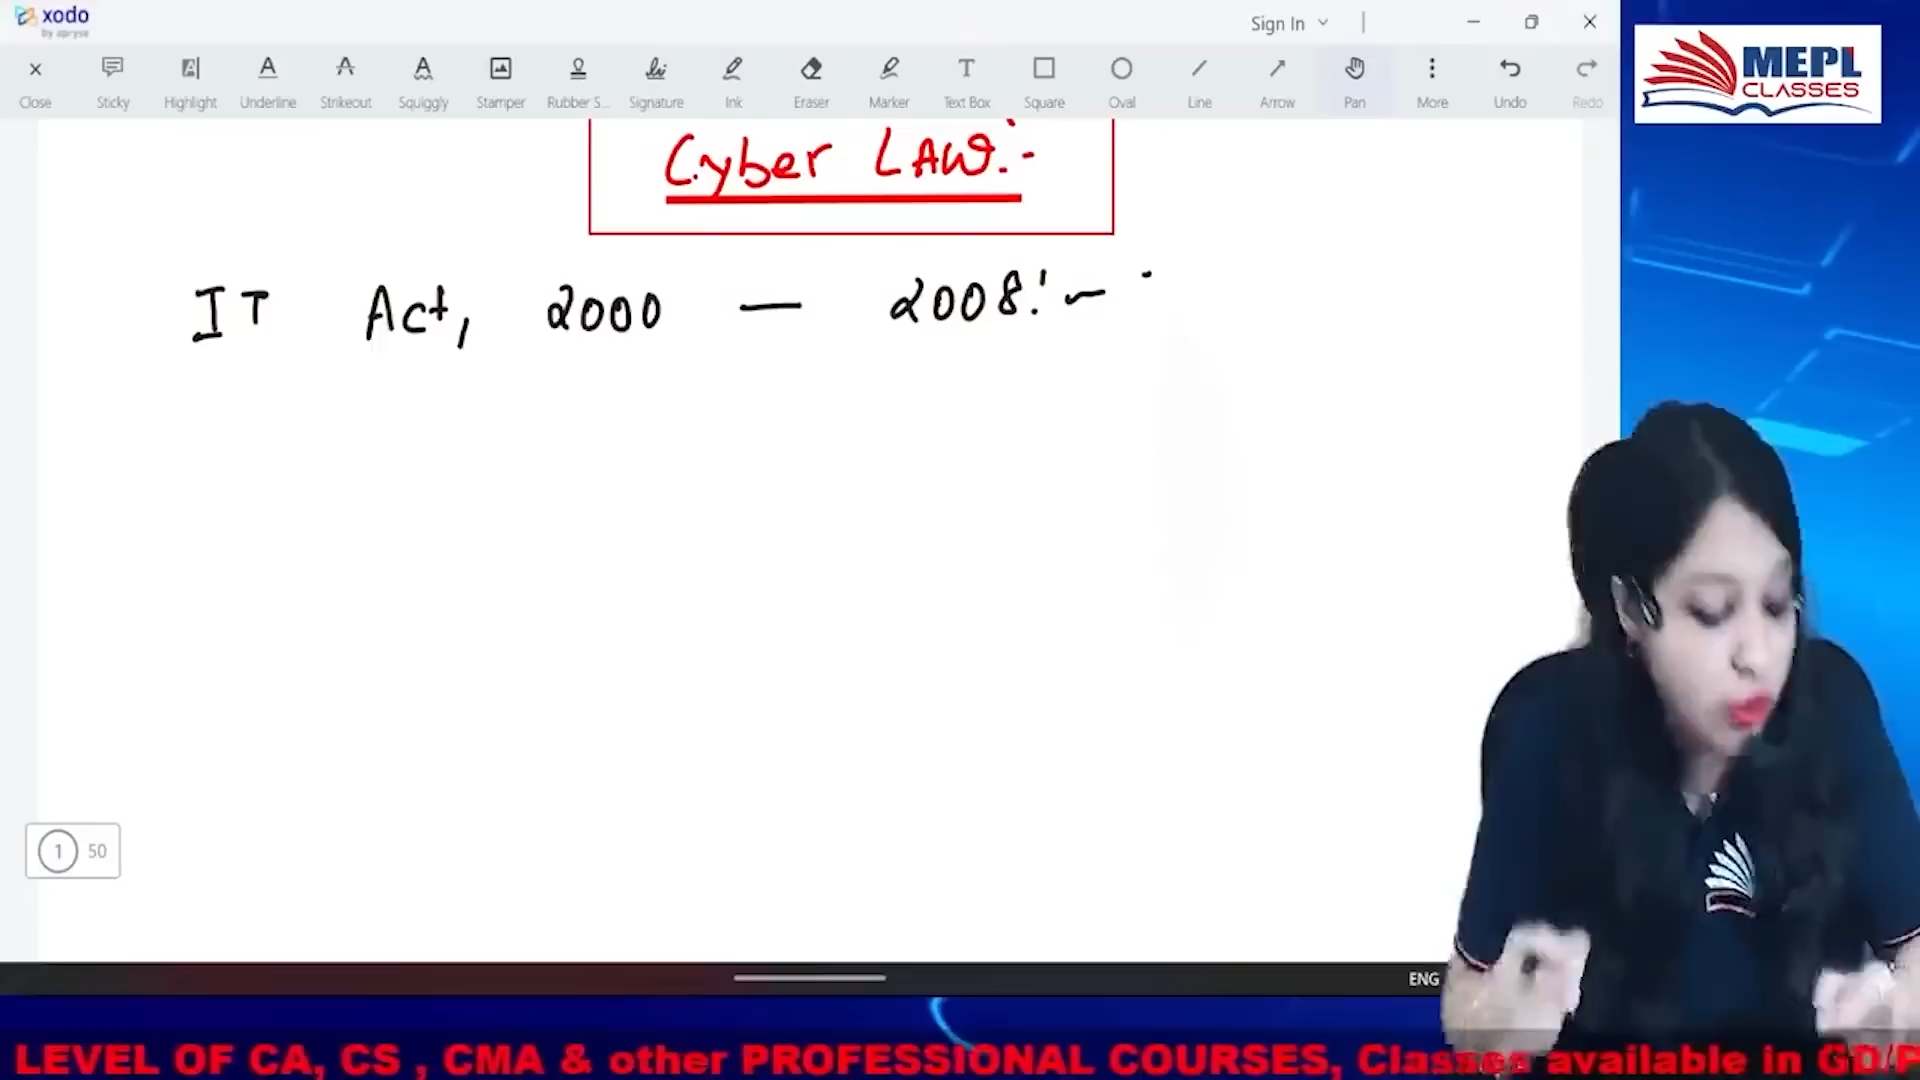 xodo
by apryse
Sign In
MEPL
CLASSES
Close Sticky Highlight Underline Strikeout Squiggly Stamper Rubber S... Signature Ink Eraser Marker Text Box Square Oval Line Arrow Pan More Undo Redo
Cyber LAW:-
IT Act, 2000 — 2008:-
1 50
ENG
LEVEL OF CA, CS , CMA & other PROFESSIONAL COURSES, Classes available in GD/P